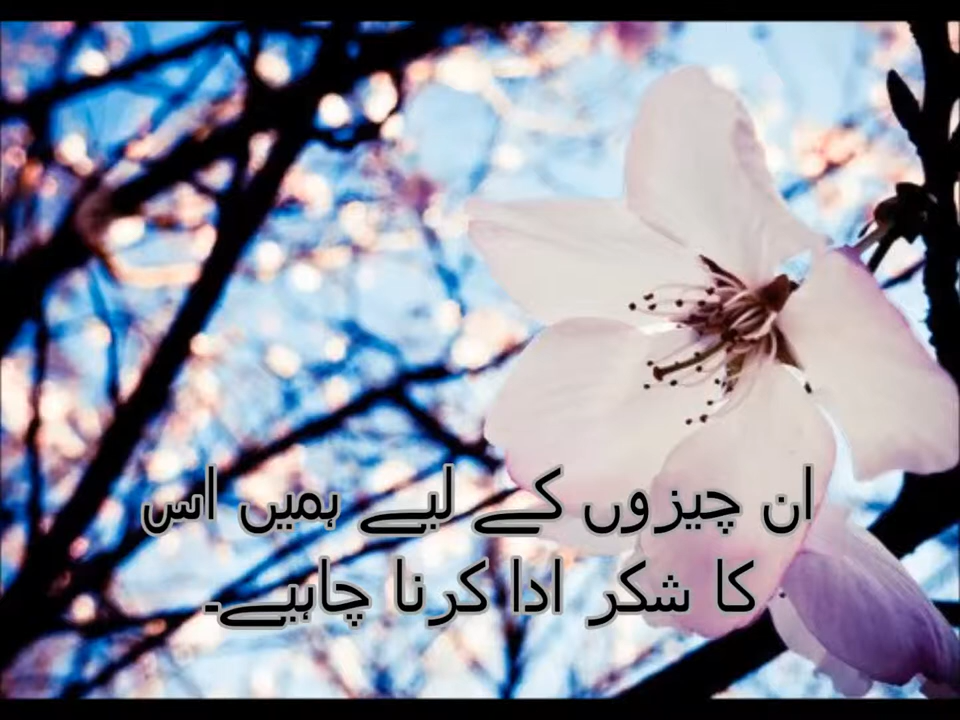 ان چیزوں کے لیے ہمیں اس
کا شکر ادا کرنا چاہیے۔